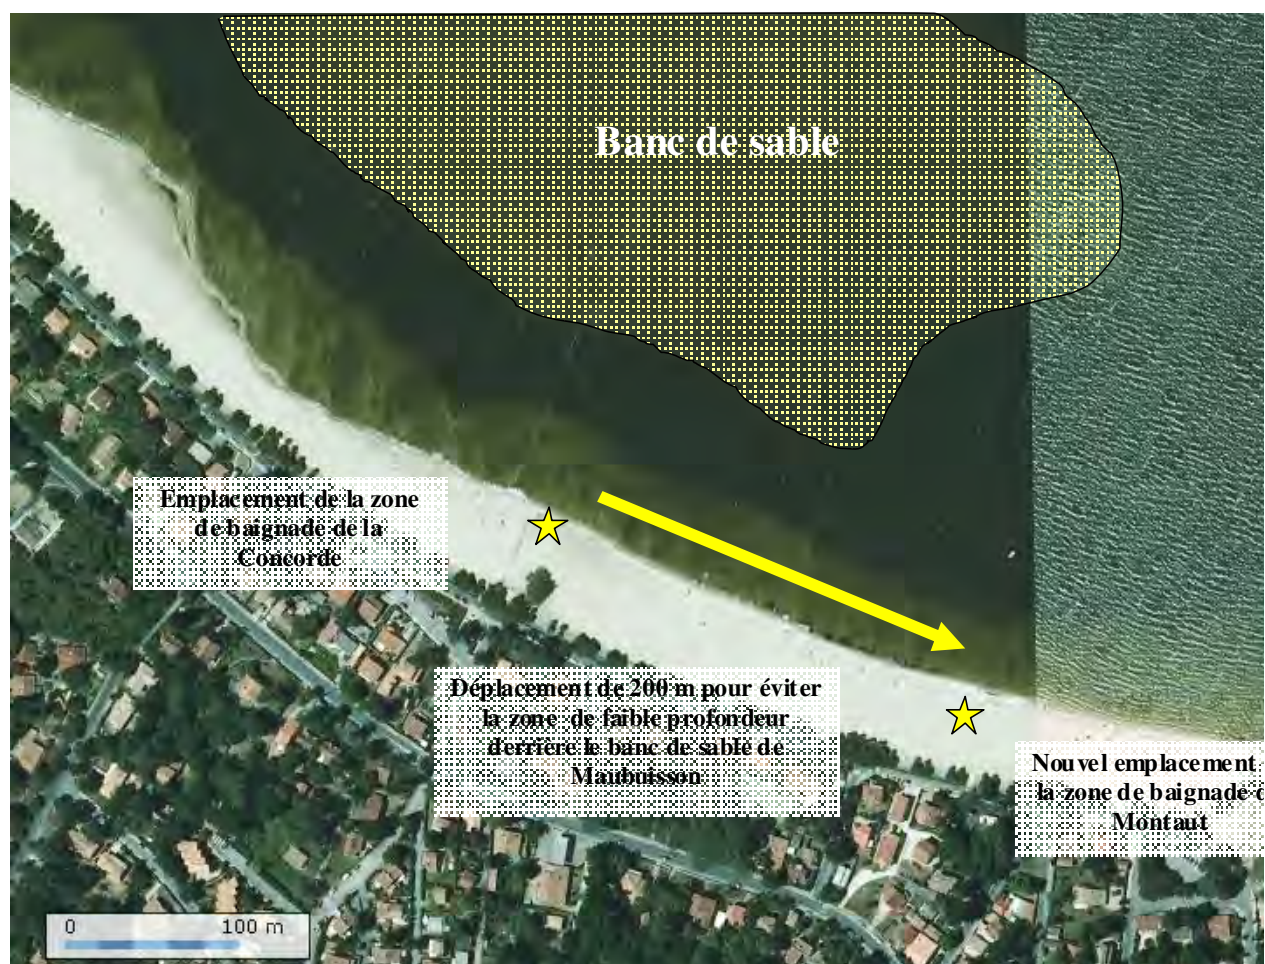 Banc de sable
Emplacement de la zone
de baignade de la
Concorde
Déplacement de 200 m pour éviter
la zone de faible profondeur
derrière le banc de sable de
Maubuisson
Nouvel emplacement
la zone de baignade
Montaut
0 100 m